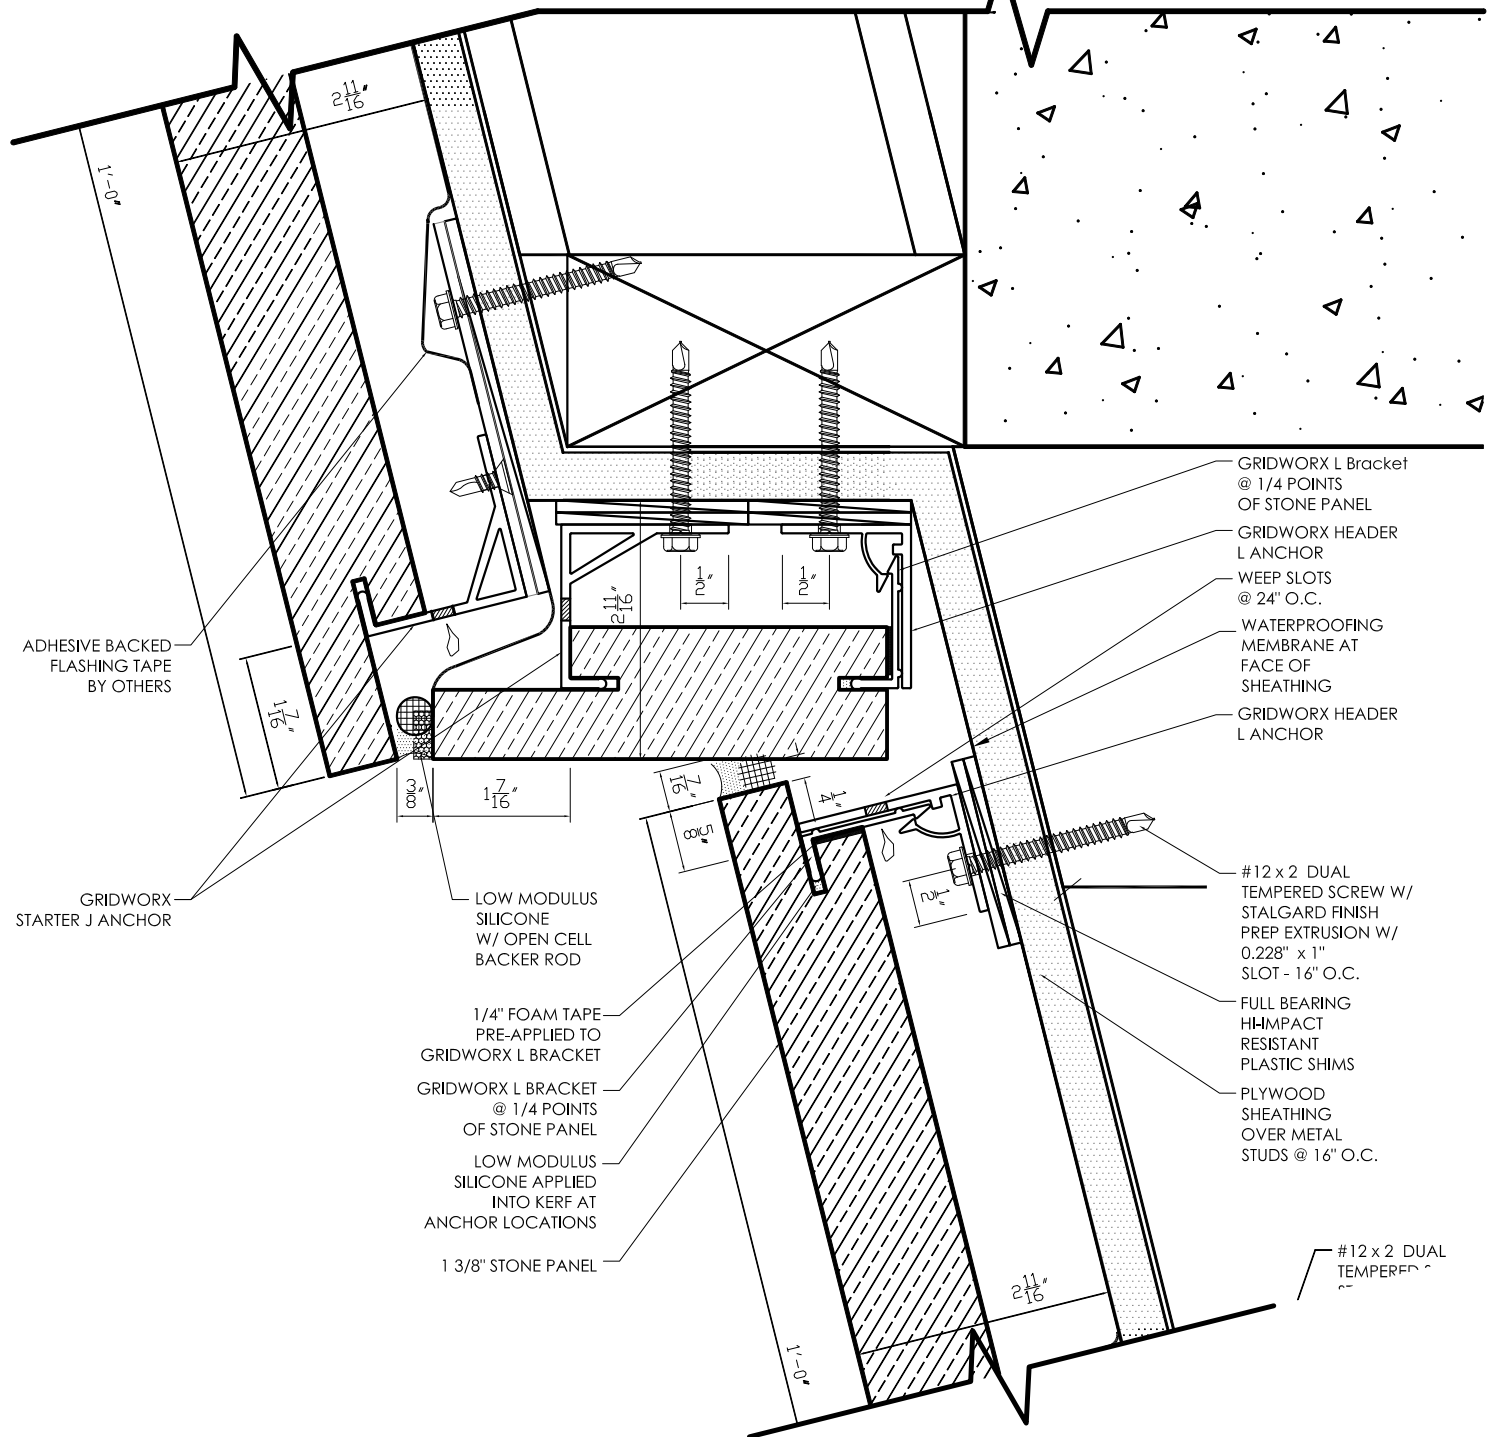 2 11/16"
1'-0"
GRIDWORX L Bracket
@ 1/4 POINTS
OF STONE PANEL
GRIDWORX HEADER
L ANCHOR
WEEP SLOTS
@ 24" O.C.
WATERPROOFING
MEMBRANE AT
FACE OF
SHEATHING
GRIDWORX HEADER
L ANCHOR
1/2"
1/2"
2 11/16"
ADHESIVE BACKED
FLASHING TAPE
BY OTHERS
1 7/16"
3/8"
1 7/16"
7/16"
1/4"
5/8"
1/2"
GRIDWORX
STARTER J ANCHOR
LOW MODULUS
SILICONE
W/ OPEN CELL
BACKER ROD
#12 x 2 DUAL
TEMPERED SCREW W/
STALGARD FINISH
PREP EXTRUSION W/
0.228" x 1"
SLOT - 16" O.C.
1/4" FOAM TAPE
PRE-APPLIED TO
GRIDWORX L BRACKET
FULL BEARING
HI-IMPACT
RESISTANT
PLASTIC SHIMS
GRIDWORX L BRACKET
@ 1/4 POINTS
OF STONE PANEL
PLYWOOD
SHEATHING
OVER METAL
STUDS @ 16" O.C.
LOW MODULUS
SILICONE APPLIED
INTO KERF AT
ANCHOR LOCATIONS
1 3/8" STONE PANEL
2 11/16"
1'-0"
#12 x 2 DUAL